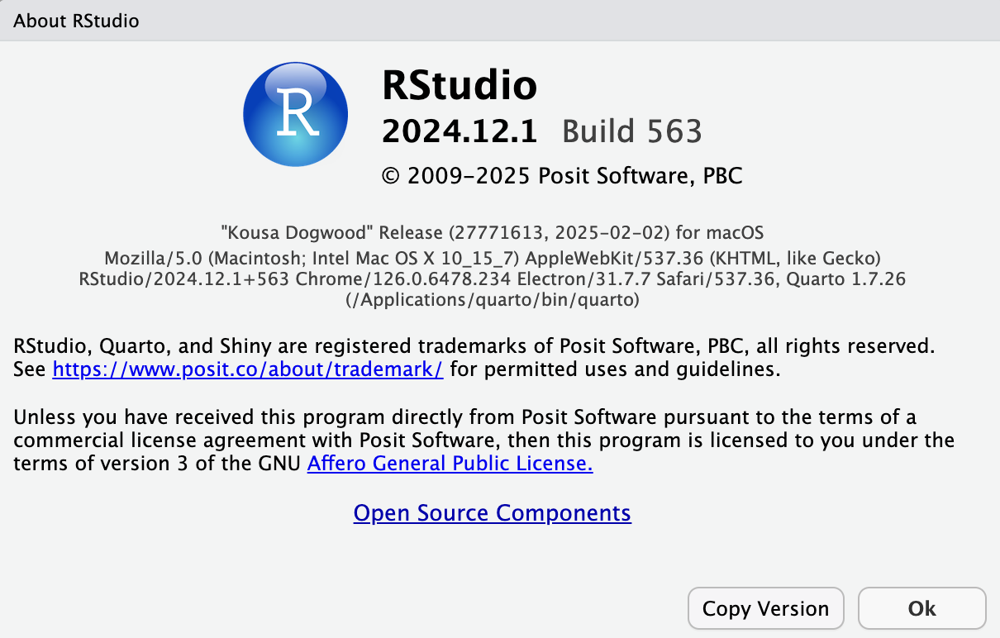 About RStudio
R
RStudio
2024.12.1 Build 563
© 2009-2025 Posit Software, PBC
"Kousa Dogwood" Release (27771613, 2025-02-02) for macOS
Mozilla/5.0 (Macintosh; Intel Mac OS X 10_15_7) AppleWebKit/537.36 (KHTML, like Gecko)
RStudio/2024.12.1+563 Chrome/126.0.6478.234 Electron/31.7.7 Safari/537.36, Quarto 1.7.26
(/Applications/quarto/bin/quarto)
RStudio, Quarto, and Shiny are registered trademarks of Posit Software, PBC, all rights reserved.
See https://www.posit.co/about/trademark/ for permitted uses and guidelines.
Unless you have received this program directly from Posit Software pursuant to the terms of a
commercial license agreement with Posit Software, then this program is licensed to you under the
terms of version 3 of the GNU Affero General Public License.
Open Source Components
Copy Version
Ok